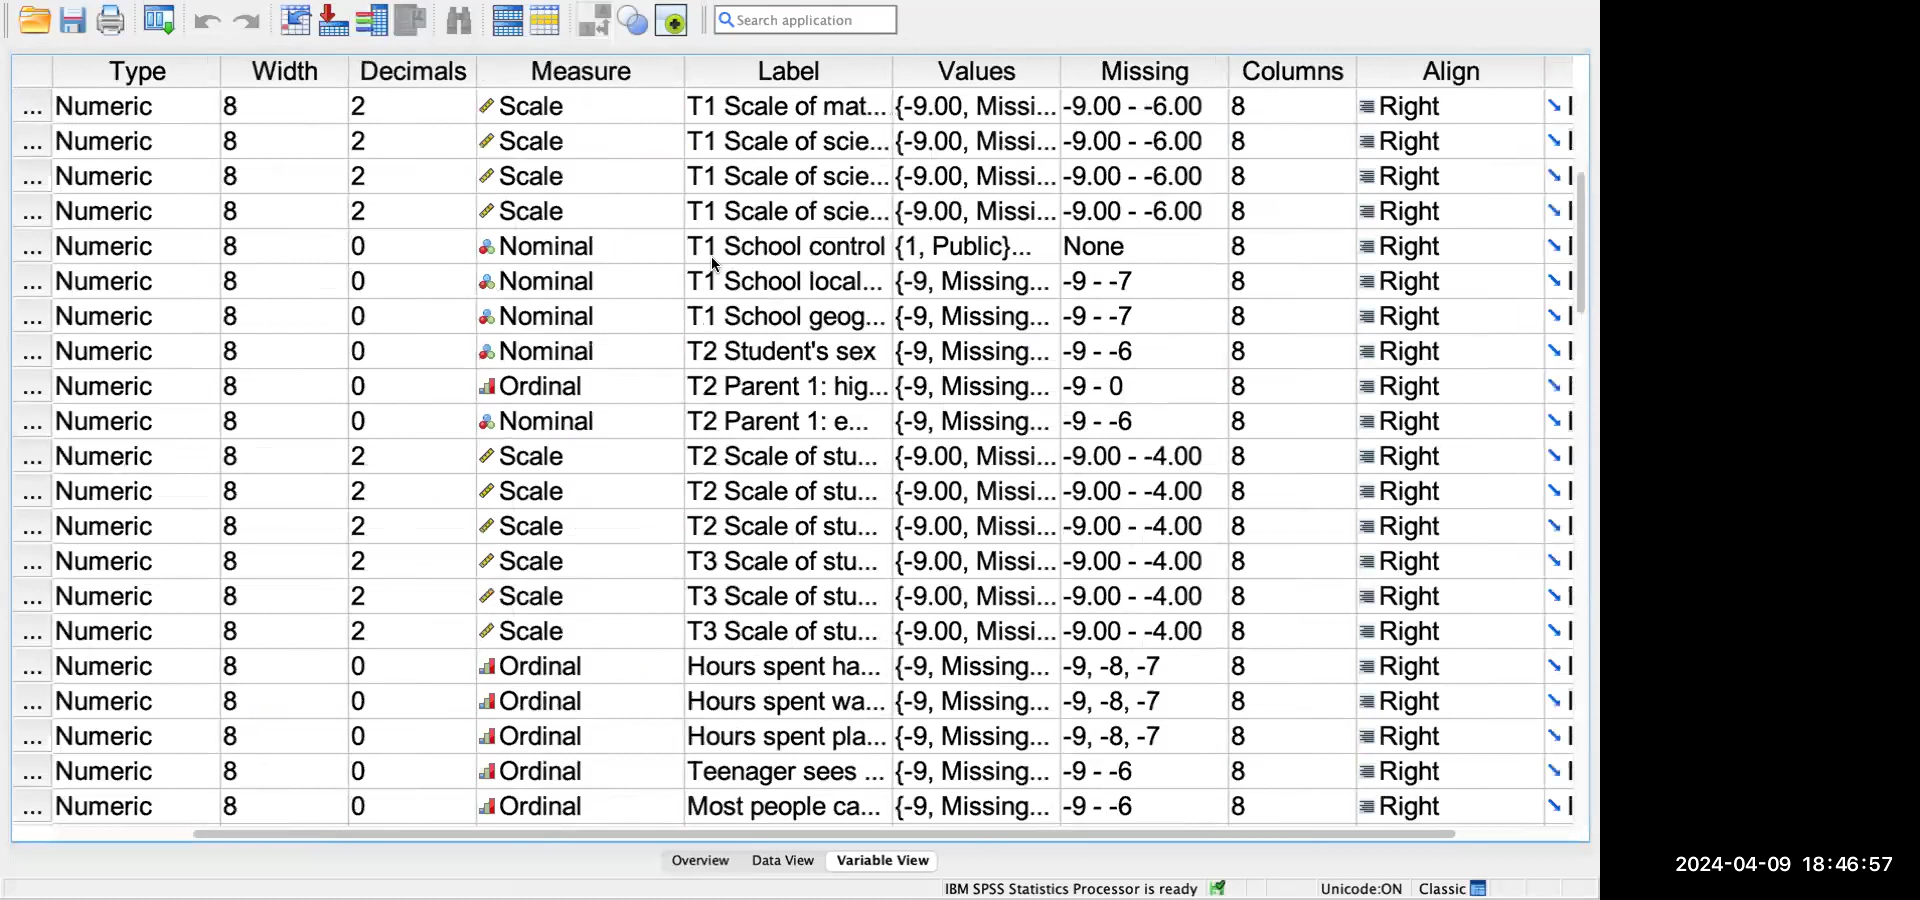 Search application
Type Width Decimals Measure Label Values Missing Columns Align
... Numeric 8 2 Scale T1 Scale of mat... {-9.00, Missi... -9.00 - -6.00 8 Right
... Numeric 8 2 Scale T1 Scale of scie... {-9.00, Missi... -9.00 - -6.00 8 Right
... Numeric 8 2 Scale T1 Scale of scie... {-9.00, Missi... -9.00 - -6.00 8 Right
... Numeric 8 2 Scale T1 Scale of scie... {-9.00, Missi... -9.00 - -6.00 8 Right
... Numeric 8 0 Nominal T1 School control {1, Public}... None 8 Right
... Numeric 8 0 Nominal T1 School local... {-9, Missing... -9 - -7 8 Right
... Numeric 8 0 Nominal T1 School geog... {-9, Missing... -9 - -7 8 Right
... Numeric 8 0 Nominal T2 Student's sex {-9, Missing... -9 - -6 8 Right
... Numeric 8 0 Ordinal T2 Parent 1: hig... {-9, Missing... -9 - 0 8 Right
... Numeric 8 0 Nominal T2 Parent 1: e... {-9, Missing... -9 - -6 8 Right
... Numeric 8 2 Scale T2 Scale of stu... {-9.00, Missi... -9.00 - -4.00 8 Right
... Numeric 8 2 Scale T2 Scale of stu... {-9.00, Missi... -9.00 - -4.00 8 Right
... Numeric 8 2 Scale T2 Scale of stu... {-9.00, Missi... -9.00 - -4.00 8 Right
... Numeric 8 2 Scale T3 Scale of stu... {-9.00, Missi... -9.00 - -4.00 8 Right
... Numeric 8 2 Scale T3 Scale of stu... {-9.00, Missi... -9.00 - -4.00 8 Right
... Numeric 8 2 Scale T3 Scale of stu... {-9.00, Missi... -9.00 - -4.00 8 Right
... Numeric 8 0 Ordinal Hours spent ha... {-9, Missing... -9, -8, -7 8 Right
... Numeric 8 0 Ordinal Hours spent wa... {-9, Missing... -9, -8, -7 8 Right
... Numeric 8 0 Ordinal Hours spent pla... {-9, Missing... -9, -8, -7 8 Right
... Numeric 8 0 Ordinal Teenager sees ... {-9, Missing... -9 - -6 8 Right
... Numeric 8 0 Ordinal Most people ca... {-9, Missing... -9 - -6 8 Right
Overview Data View Variable View
2024-04-09 18:46:57
IBM SPSS Statistics Processor is ready Unicode:ON Classic